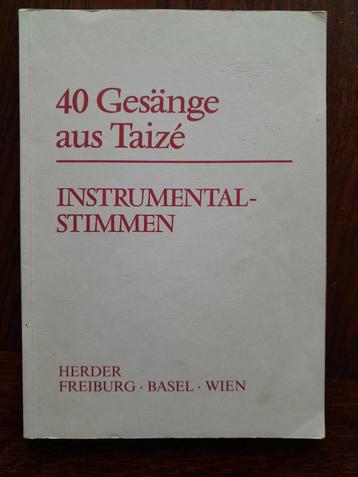 40 Gesänge
aus Taizé
INSTRUMENTAL-
STIMMEN
HERDER
FREIBURG · BASEL · WIEN